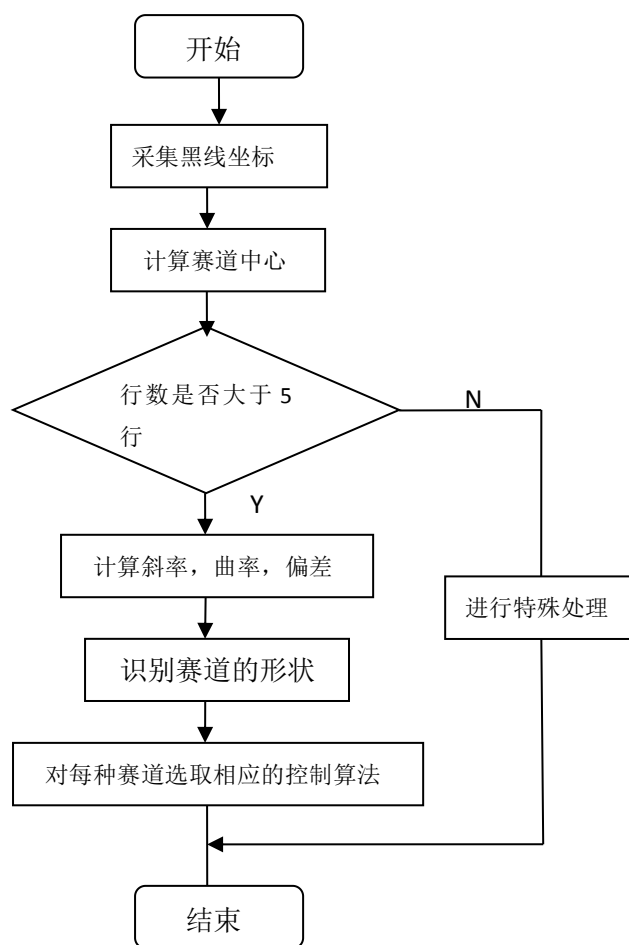 开始
采集黑线坐标
计算赛道中心
行数是否大于 5
行
N
Y
计算斜率，曲率，偏差
进行特殊处理
识别赛道的形状
对每种赛道选取相应的控制算法
结束